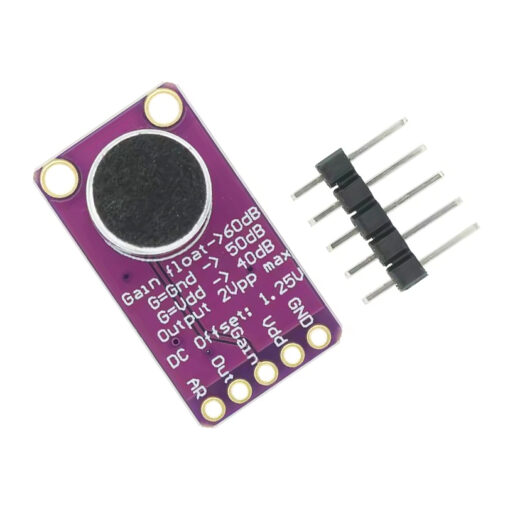 Gain float->60dB
G=Gnd -> 50dB
G=Vdd -> 40dB
Output 2Vpp max
DC Offset: 1.25V
AR
Out
Gain
Vdd
GND